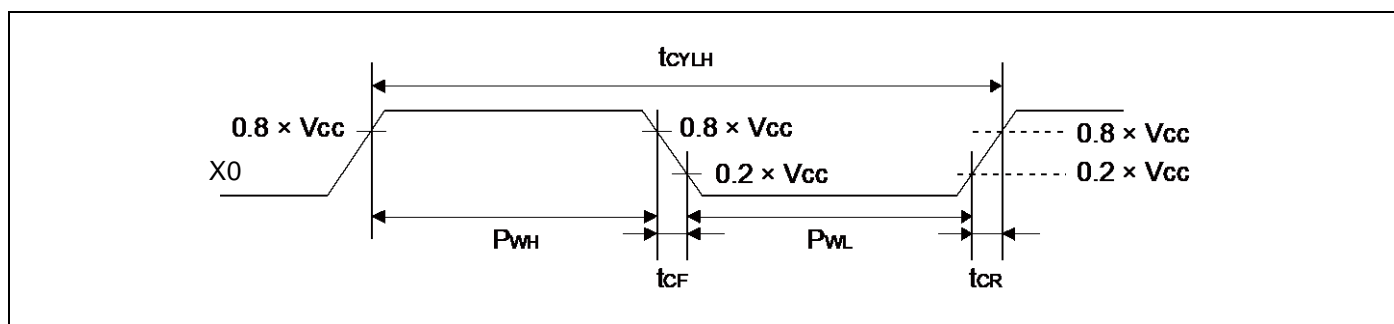 tCYLH
0.8 × VCC
0.8 × VCC
0.8 × VCC
X0
0.2 × VCC
0.2 × VCC
PWH
PWL
tCF
tCR